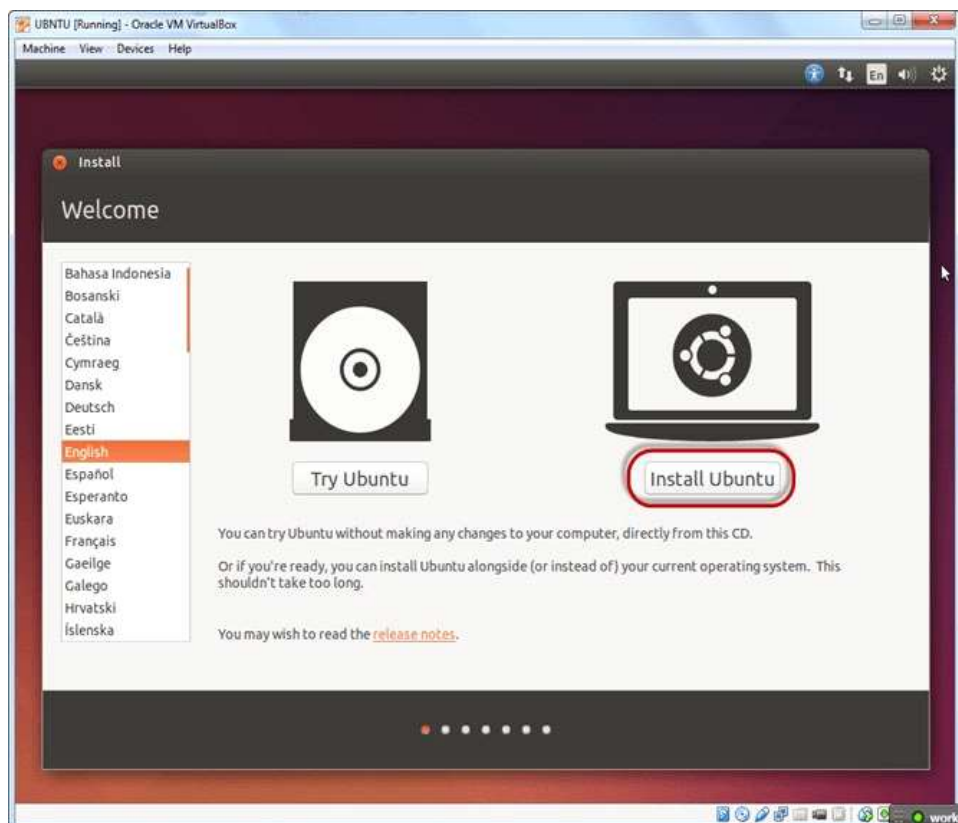 UBNTU [Running] - Oracle VM VirtualBox
Machine View Devices Help
En
Install
Welcome
Bahasa Indonesia
Bosanski
Català
Čeština
Cymraeg
Dansk
Deutsch
Eesti
English
Español
Esperanto
Euskara
Français
Gaeilge
Galego
Hrvatski
Íslenska
Try Ubuntu
Install Ubuntu
You can try Ubuntu without making any changes to your computer, directly from this CD.
Or if you're ready, you can install Ubuntu alongside (or instead of) your current operating system. This
shouldn't take too long.
You may wish to read the release notes.
work